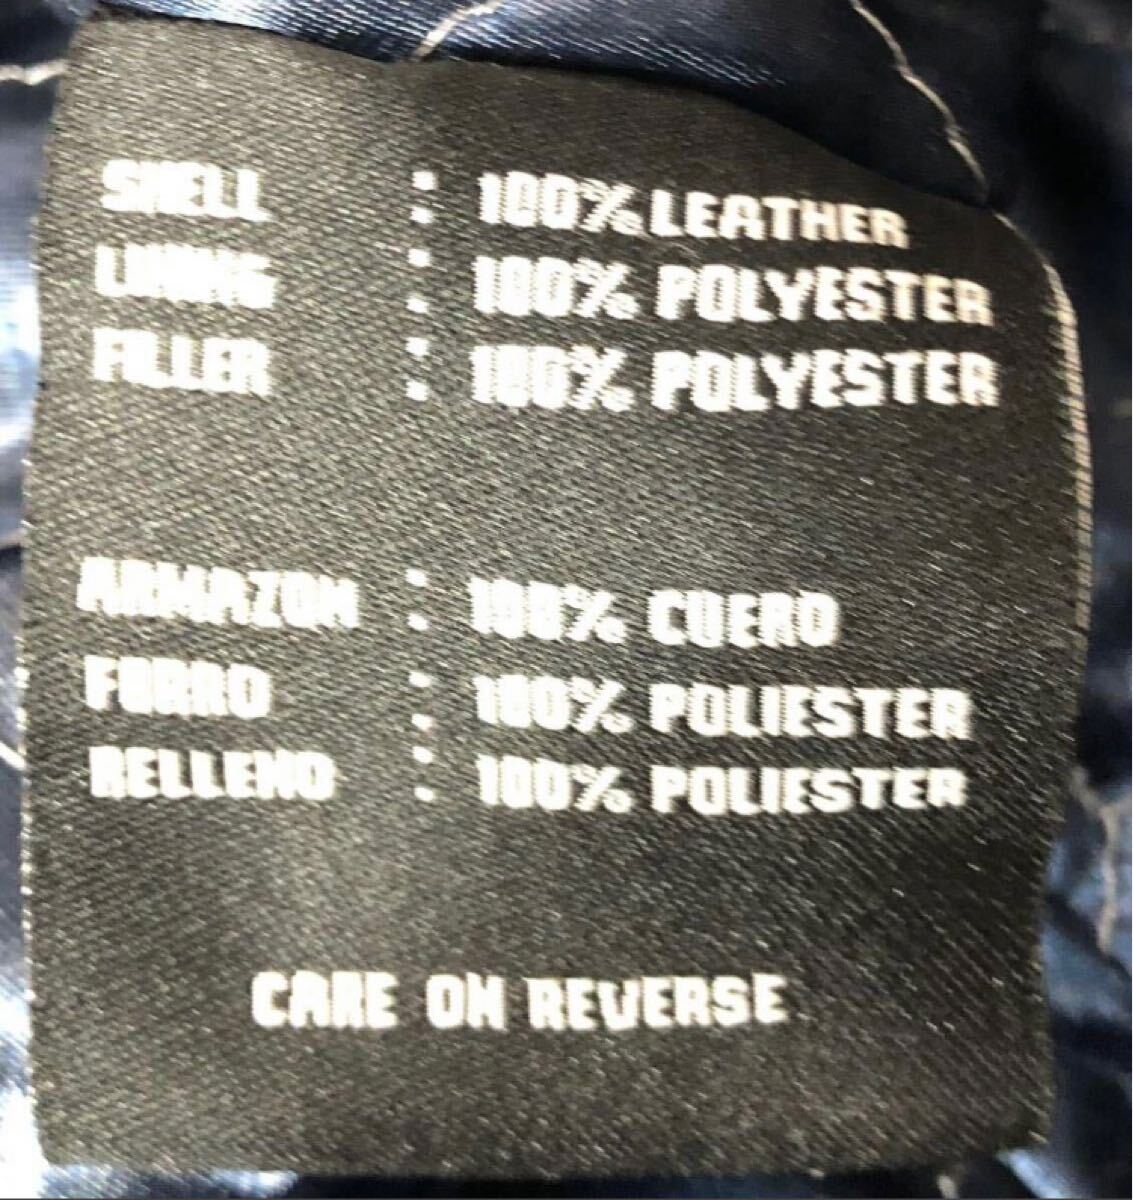 SHELL : 100% LEATHER
LINING : 100% POLYESTER
FILLER : 100% POLYESTER
ARMAZON : 100% CUERO
FORRO : 100% POLIESTER
RELLENO : 100% POLIESTER
CARE ON REVERSE